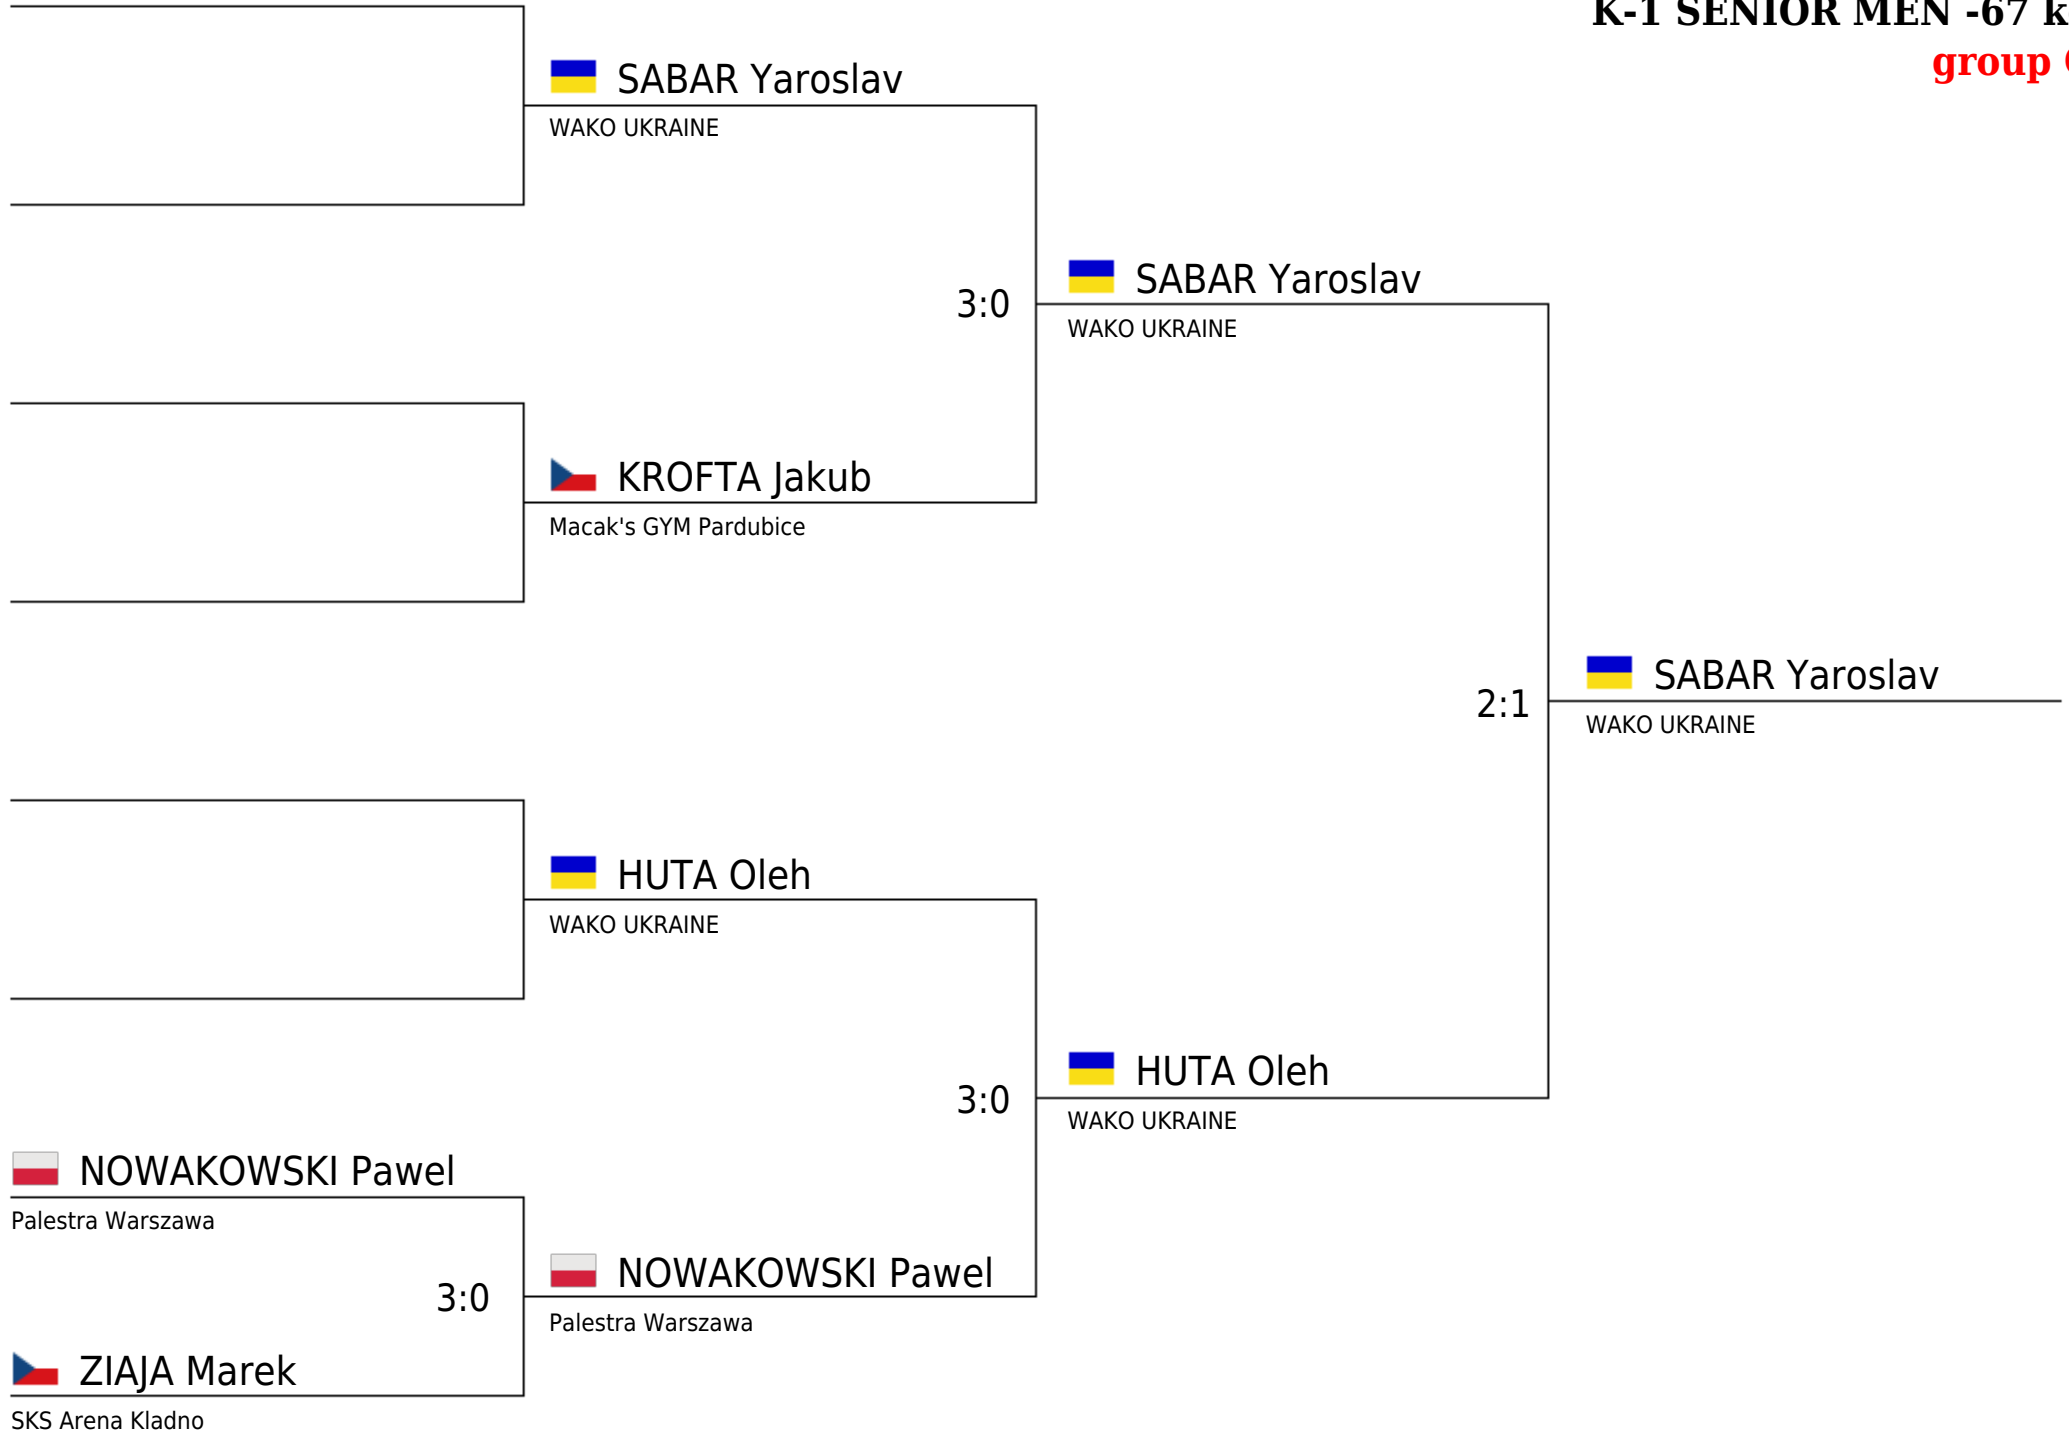 K-1 SENIOR MEN -67 k
group
SABAR Yaroslav
WAKO UKRAINE
3:0
SABAR Yaroslav
WAKO UKRAINE
KROFTA Jakub
Macak's GYM Pardubice
2:1
SABAR Yaroslav
WAKO UKRAINE
HUTA Oleh
WAKO UKRAINE
3:0
HUTA Oleh
WAKO UKRAINE
NOWAKOWSKI Pawel
Palestra Warszawa
3:0
NOWAKOWSKI Pawel
Palestra Warszawa
ZIAJA Marek
SKS Arena Kladno